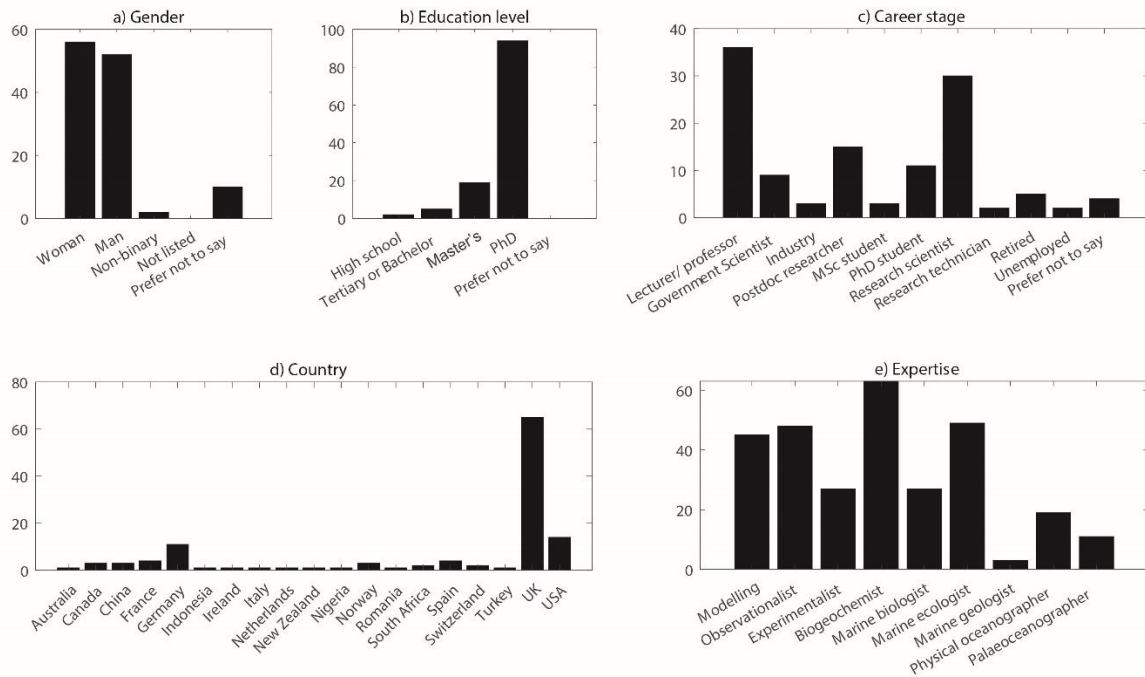 a) Gender
60
40
20
0
Woman
Man
Non-binary
Not listed
Prefer not to say
b) Education level
100
80
60
40
20
0
High school
Tertiary or Bachelor
Master's
PhD
Prefer not to say
c) Career stage
40
30
20
10
0
Lecturer/ professor
Government Scientist
Industry
Postdoc researcher
MSc student
PhD student
Research scientist
Research technician
Retired
Unemployed
Prefer not to say
d) Country
80
60
40
20
0
Australia
Canada
China
France
Germany
Indonesia
Ireland
Italy
Netherlands
New Zealand
Nigeria
Norway
Romania
South Africa
Spain
Switzerland
Turkey
UK
USA
e) Expertise
60
40
20
0
Modelling
Observationalist
Experimentalist
Biogeochemist
Marine biologist
Marine ecologist
Marine geologist
Physical oceanographer
Palaeoceanographer